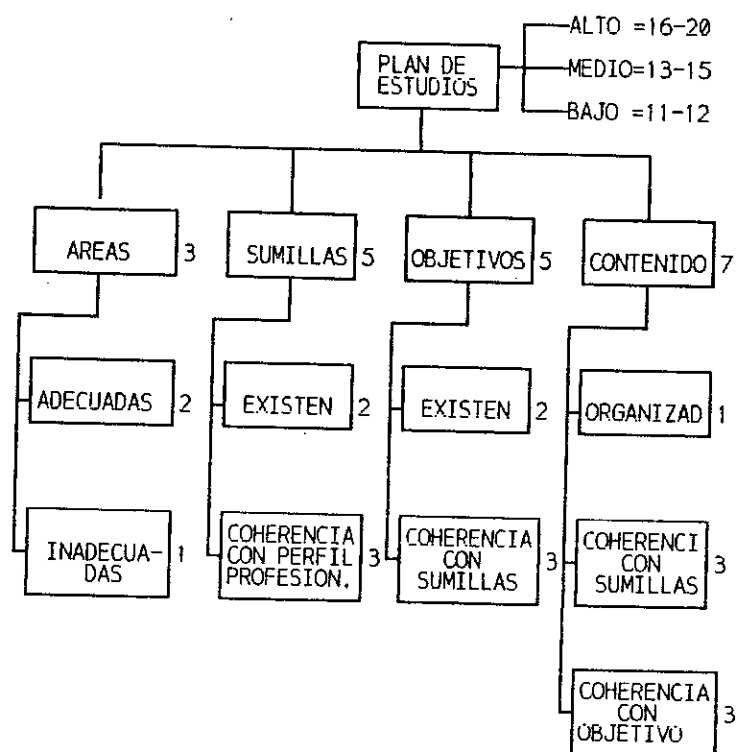 PLAN DE
ESTUDIOS
ALTO =16-20
MEDIO=13-15
BAJO =11-12
AREAS 3
SUMILLAS 5
OBJETIVOS 5
CONTENIDO 7
ADECUADAS 2
EXISTEN 2
EXISTEN 2
ORGANIZAD 1
INADECUA-
DAS
1
COHERENCIA
CON PERFIL
PROFESION.
3
COHERENCIA
CON
SUMILLAS
3
COHERENCI
CON
SUMILLAS
3
COHERENCIA
CON
OBJETIVO
3